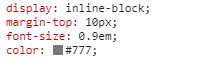 display: inline-block;
margin-top: 10px;
font-size: 0.9em;
color: #777;